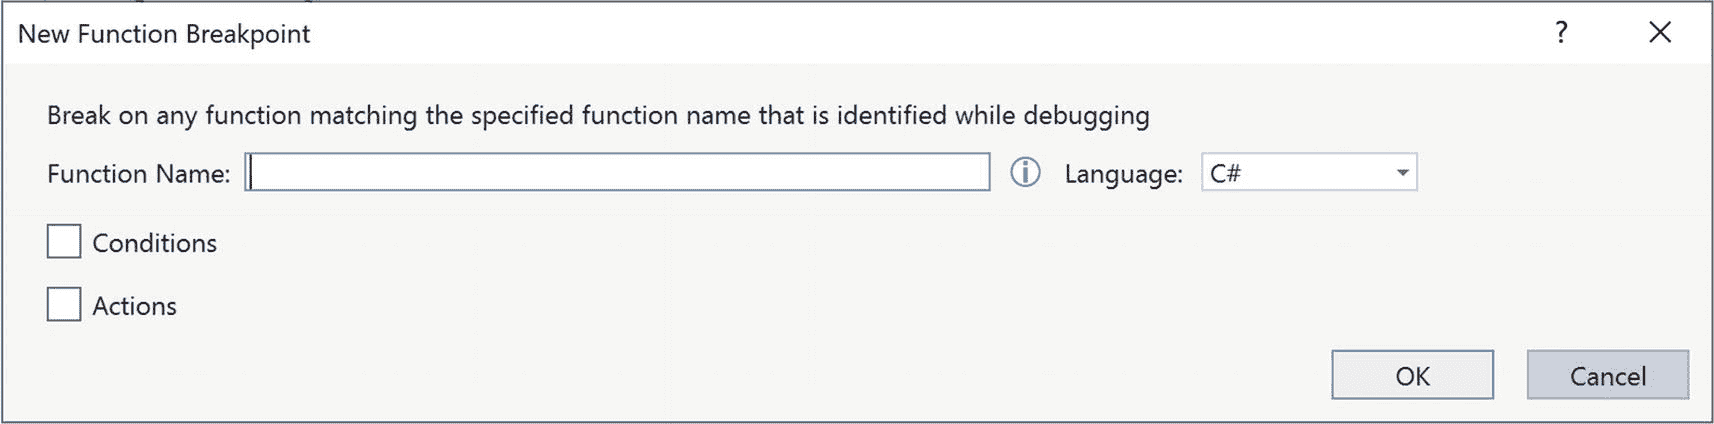 New Function Breakpoint ?
Break on any function matching the specified function name that is identified while debugging
Function Name: Language: C#
Conditions
Actions
OK Cancel